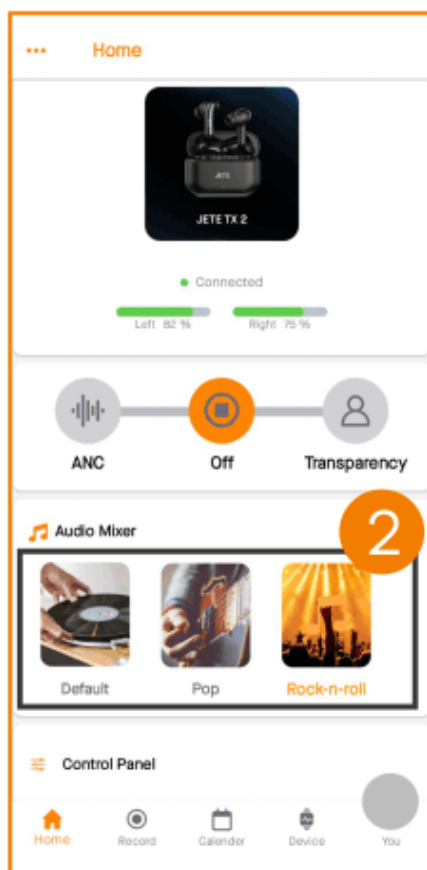 ... Home
JETE
JETE TX 2
Connected
Left 82 % Right 75 %
ANC Off Transparency
2
Audio Mixer
Default Pop Rock-n-roll
Control Panel
Home Record Calender Device You